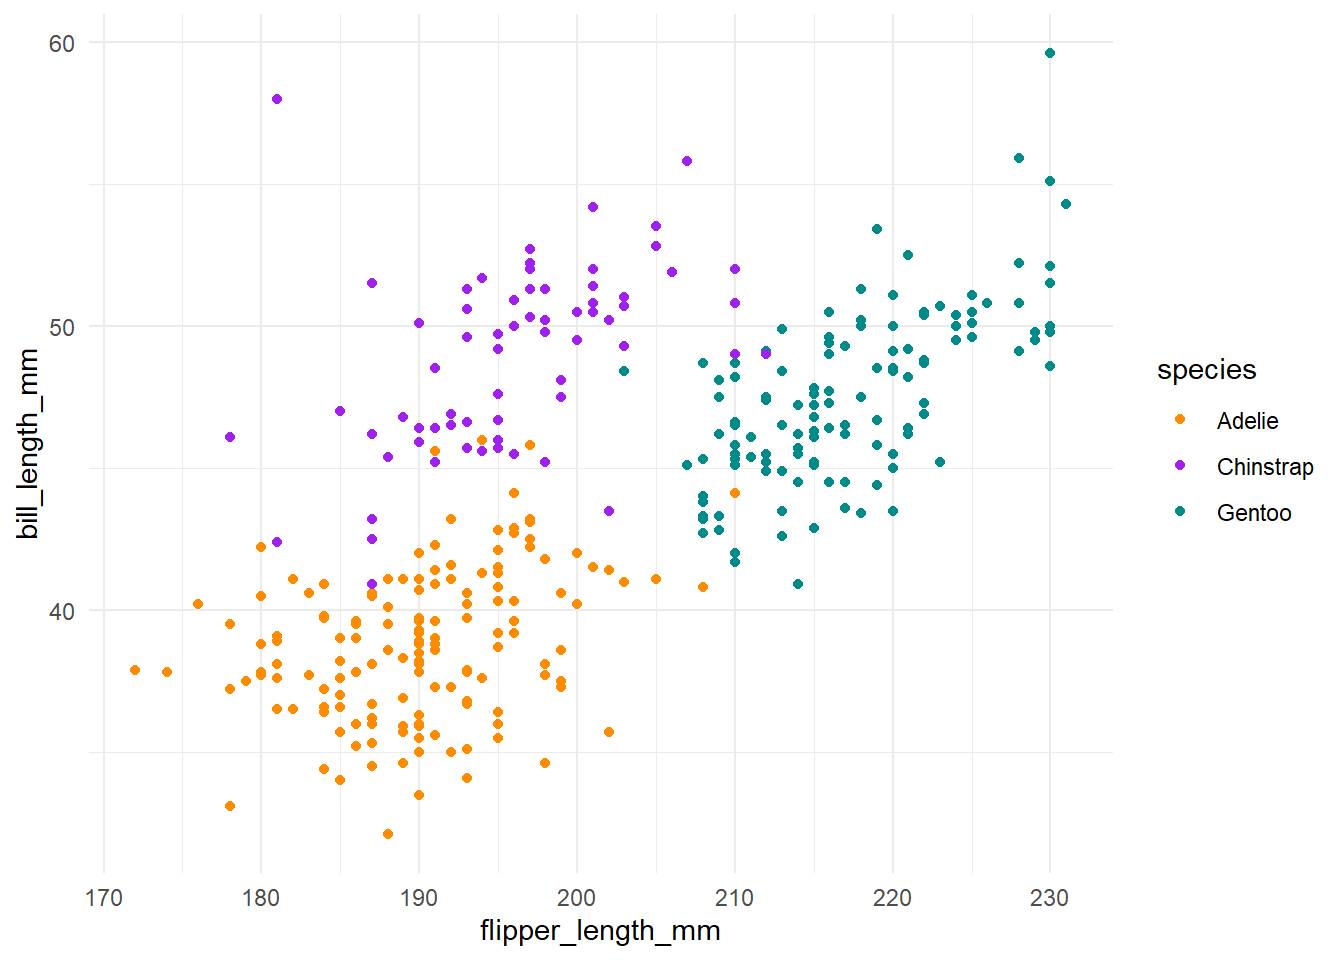 60
50
40
bill_length_mm
170 180 190 200 210 220 230
flipper_length_mm
species
Adelie
Chinstrap
Gentoo